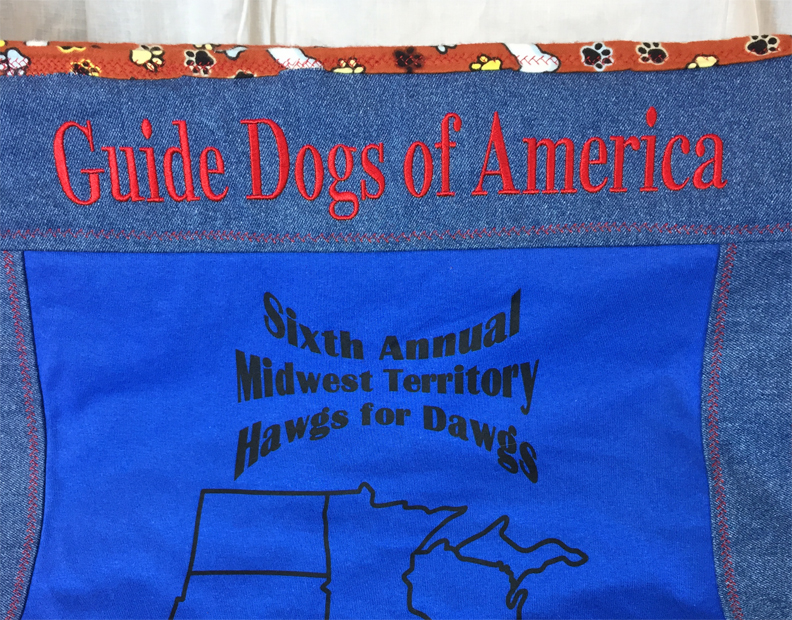 Guide Dogs of America
Sixth Annual
Midwest Territory
Hawgs for Dawgs